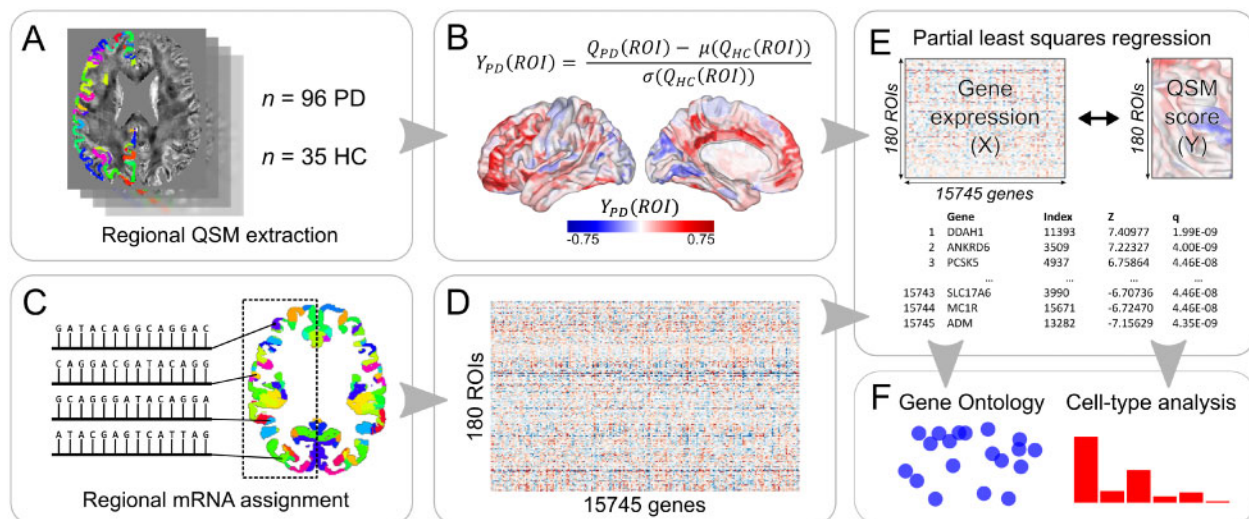 A
n = 96 PD
n = 35 HC
Regional QSM extraction
B
Y_PD(ROI) = (Q_PD(ROI) − μ(Q_HC(ROI))) / σ(Q_HC(ROI))
Y_PD(ROI)
-0.75 0.75
C
GATACAGGCAGGAC
CAGGACGATACAGG
GCAGGGATACAGGA
ATACGAGTCATTAG
Regional mRNA assignment
D
180 ROIs
15745 genes
E
Partial least squares regression
180 ROIs
Gene
expression
(X)
15745 genes
180 ROIs
QSM
score
(Y)
Gene Index Z q
1 DDAH1 11393 7.40977 1.99E-09
2 ANKRD6 3509 7.22327 4.00E-09
3 PCSK5 4937 6.75864 4.46E-08
... ... ... ...
15743 SLC17A6 3990 -6.70736 4.46E-08
15744 MC1R 15671 -6.72470 4.46E-08
15745 ADM 13282 -7.15629 4.35E-09
F
Gene Ontology
Cell-type analysis